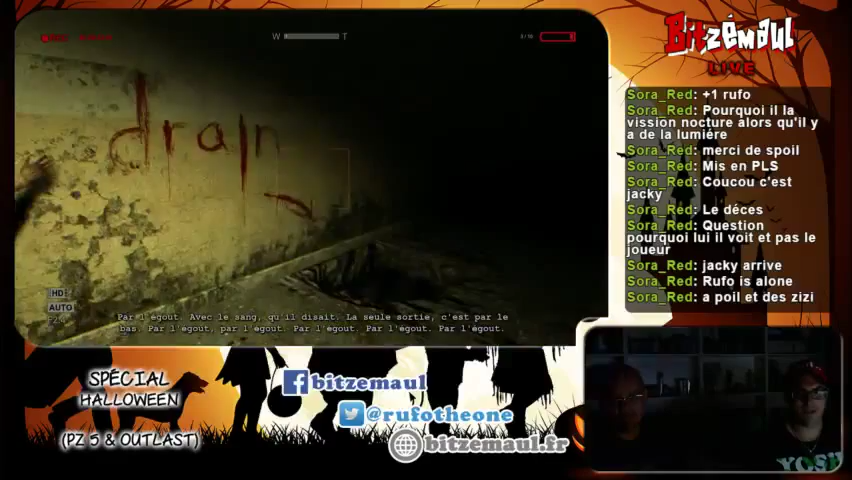 W T
drain
HD
AUTO
Par l'égout. Avec le sang, qu'il disait. La seule sortie, c'est par le
bas. Par l'égout, par l'égout. Par l'égout. Par l'égout. Par l'égout.
Bitzémaul
LIVE
Sora_Red: +1 rufo
Sora_Red: Pourquoi il la
vission nocture alors qu'il y
a de la lumiére
Sora_Red: merci de spoil
Sora_Red: Mis en PLS
Sora_Red: Coucou c'est
jacky
Sora_Red: Le déces
Sora_Red: Question
pourquoi lui il voit et pas le
joueur
Sora_Red: jacky arrive
Sora_Red: Rufo is alone
Sora_Red: a poil et des zizi
SPÉCIAL
HALLOWEEN
(PZ 5 & OUTLAST)
bitzemaul
@rufotheone
bitzemaul.fr
YOSH